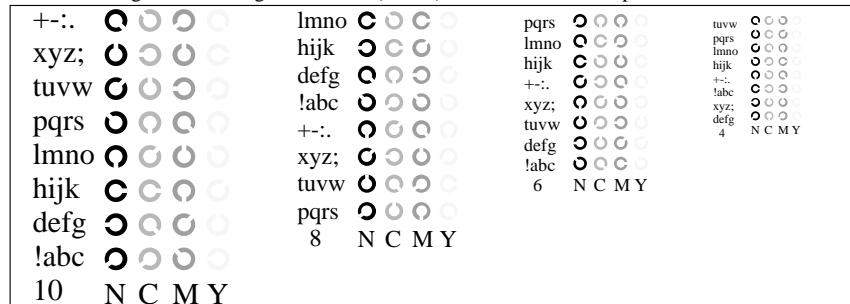 +-:.
xyz;
tuvw
pqrs
lmno
hijk
defg
!abc
10 N C M Y
lmno
hijk
defg
!abc
+-:.
xyz;
tuvw
pqrs
8 N C M Y
pqrs
lmno
hijk
+-:.
xyz;
tuvw
defg
!abc
6 N C M Y
tuvw
pqrs
lmno
hijk
+-:.
!abc
xyz;
defg
4 N C M Y